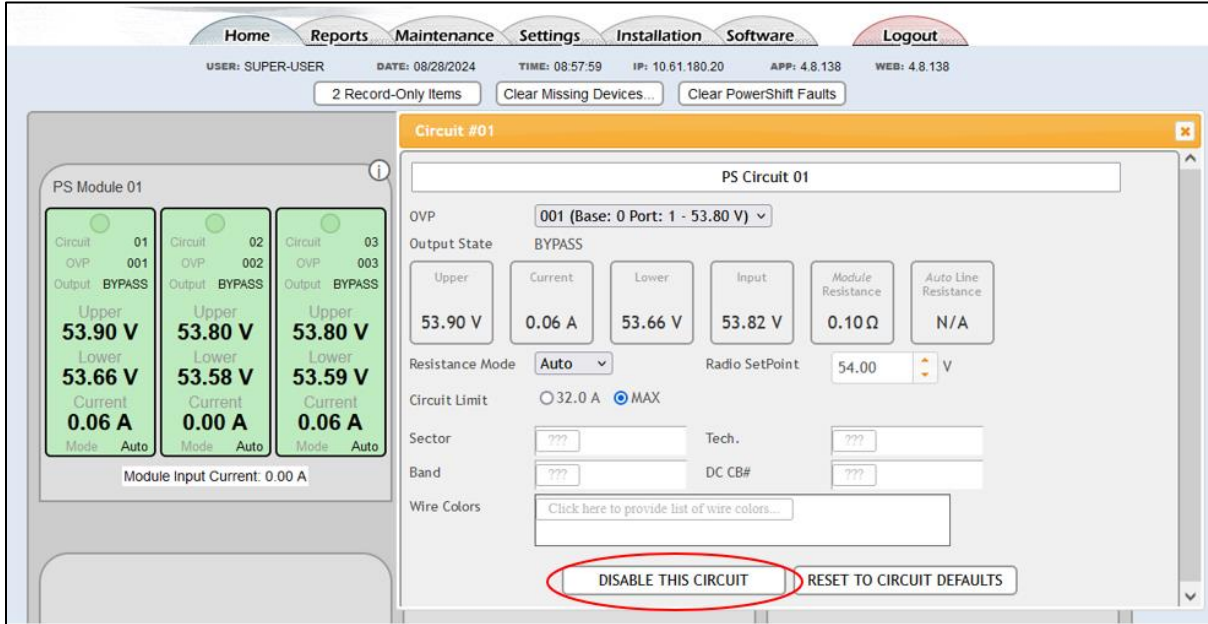 Home Reports Maintenance Settings Installation Software Logout
USER: SUPER-USER DATE: 08/28/2024 TIME: 08:57:59 IP: 10.61.180.20 APP: 4.8.138 WEB: 4.8.138
2 Record-Only Items Clear Missing Devices... Clear PowerShift Faults
Circuit #01
PS Module 01
Circuit 01 Circuit 02 Circuit 03
OVP 001 OVP 002 OVP 003
Output BYPASS Output BYPASS Output BYPASS
Upper Upper Upper
53.90 V 53.80 V 53.80 V
Lower Lower Lower
53.66 V 53.58 V 53.59 V
Current Current Current
0.06 A 0.00 A 0.06 A
Mode Auto Mode Auto Mode Auto
Module Input Current: 0.00 A
PS Circuit 01
OVP 001 (Base: 0 Port: 1 - 53.80 V)
Output State BYPASS
Upper Current Lower Input Module Resistance Auto Line Resistance
53.90 V 0.06 A 53.66 V 53.82 V 0.10 Ω N/A
Resistance Mode Auto Radio SetPoint 54.00 V
Circuit Limit 32.0 A MAX
Sector ??? Tech. ???
Band ??? DC CB# ???
Wire Colors Click here to provide list of wire colors...
DISABLE THIS CIRCUIT RESET TO CIRCUIT DEFAULTS